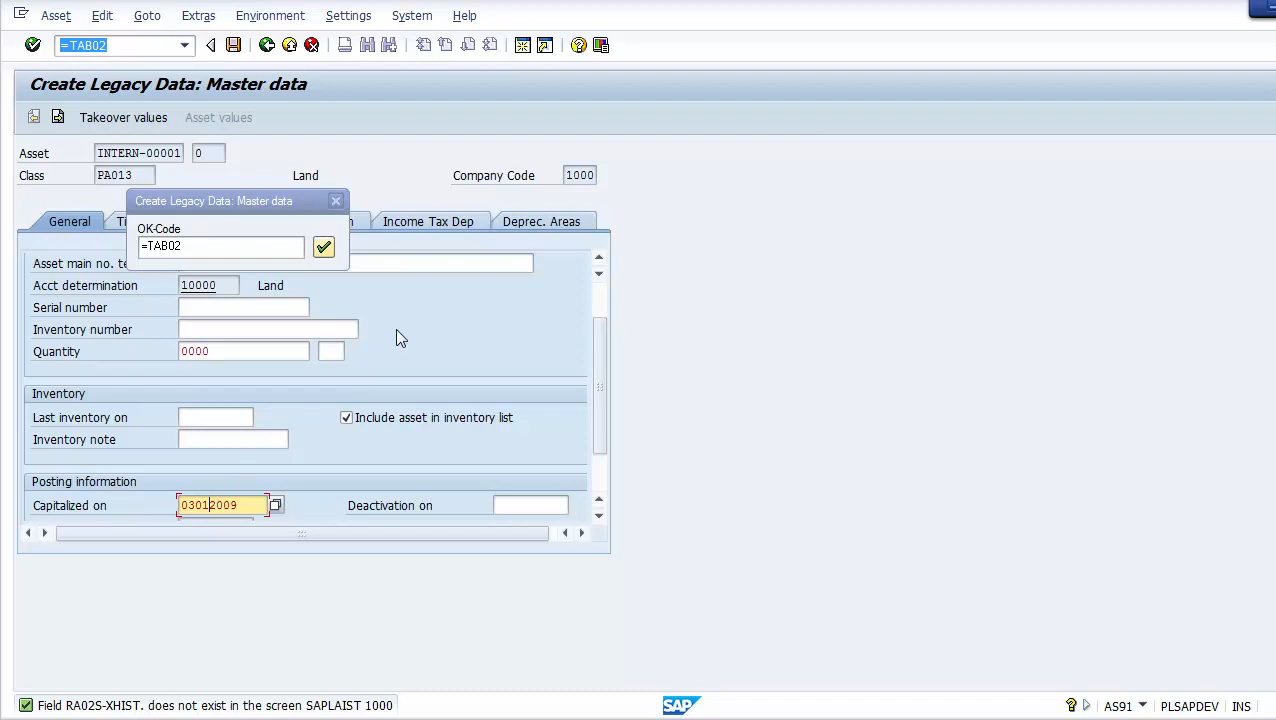 Asset Edit Goto Extras Environment Settings System Help
=TAB02
Create Legacy Data: Master data
Takeover values Asset values
Asset INTERN-00001 0
Class PA013 Land Company Code 1000
Create Legacy Data: Master data
General Income Tax Dep Deprec. Areas
OK-Code
=TAB02
Asset main no. te
Acct determination 10000 Land
Serial number
Inventory number
Quantity 0000
Inventory
Last inventory on Include asset in inventory list
Inventory note
Posting information
Capitalized on 03012009 Deactivation on
Field RA02S-XHIST. does not exist in the screen SAPLAIST 1000 SAP AS91 PLSAPDEV INS